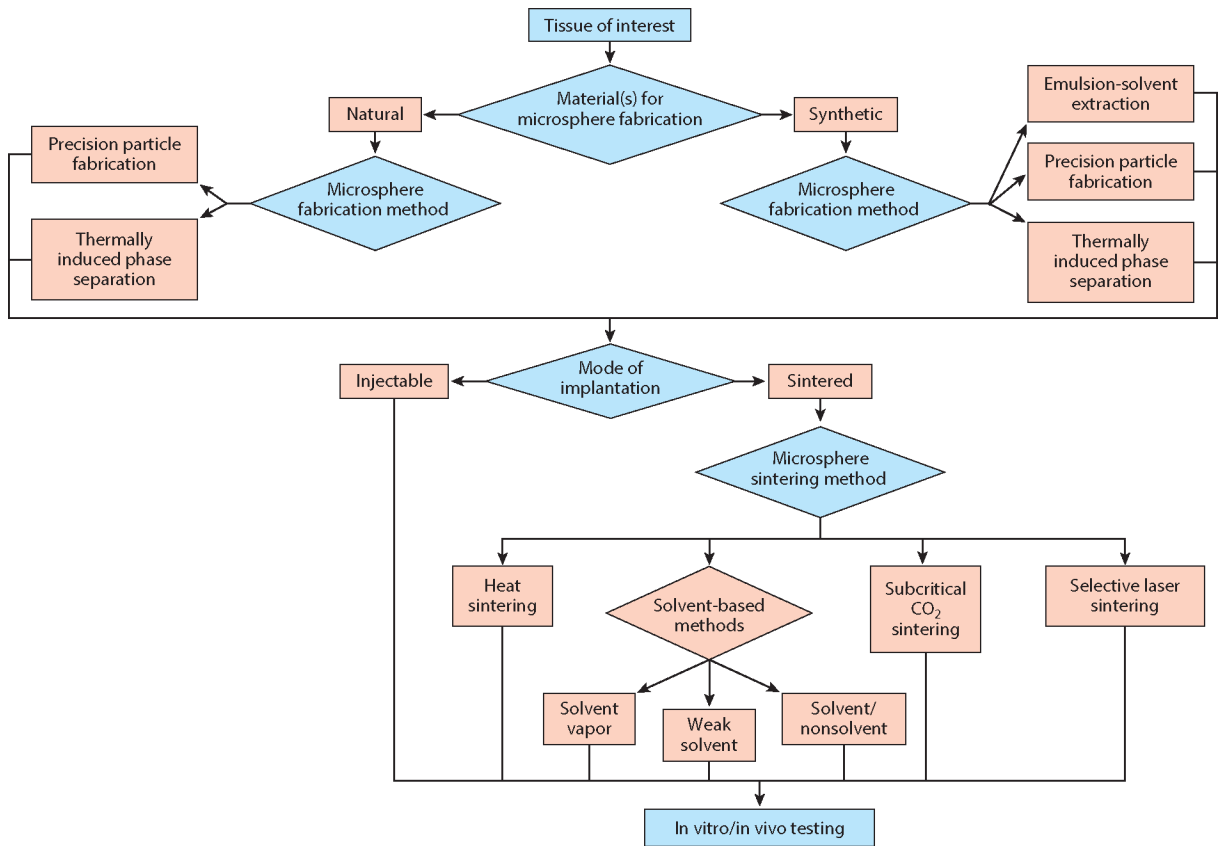 Tissue of interest
Material(s) for
microsphere fabrication
Natural
Synthetic
Precision particle
fabrication
Thermally
induced phase
separation
Microsphere
fabrication method
Microsphere
fabrication method
Emulsion-solvent
extraction
Precision particle
fabrication
Thermally
induced phase
separation
Mode of
implantation
Injectable
Sintered
Microsphere
sintering method
Heat
sintering
Solvent-based
methods
Subcritical
CO₂
sintering
Selective laser
sintering
Solvent
vapor
Weak
solvent
Solvent/
nonsolvent
In vitro/in vivo testing